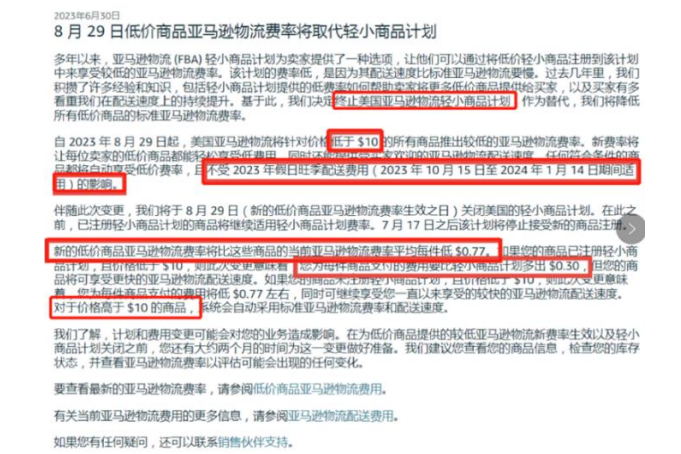 2023年6月30日
8 月 29 日低价商品亚马逊物流费率将取代轻小商品计划
多年以来，亚马逊物流 (FBA) 轻小商品计划为卖家提供了一种选项，让他们可以通过将低价轻小商品注册到该计划
中来享受较低的亚马逊物流费率。该计划的费率低，是因为其配送速度比标准亚马逊物流要慢。过去几年里，我们
积攒了许多经验和知识，包括轻小商品计划提供的低费率如何帮助卖家将更多低价商品提供给买家，以及买家有多
看重我们在配送速度上的持续提升。基于此，我们决定终止美国亚马逊物流轻小商品计划 作为替代，我们将降低
所有低价商品的标准亚马逊物流费率。
自 2023 年 8 月 29 日起，美国亚马逊物流将针对价格低于 $10 的所有商品推出较低的亚马逊物流费率。新费率将
让每位卖家的低价商品都能轻松享受低费用，同时还能提供受买家欢迎的亚马逊物流配送速度。任何符合条件的商
品都将自动享受低价费率，且不受 2023 年假日旺季配送费用（2023 年 10 月 15 日至 2024 年 1 月 14 日期间适
用）的影响。
伴随此次变更，我们将于 8 月 29 日（新的低价商品亚马逊物流费率生效之日）关闭美国的轻小商品计划。在此之
前，已注册轻小商品计划的商品将继续适用轻小商品计划费率。7 月 17 日之后该计划将停止接受新的商品注册。
新的低价商品亚马逊物流费率将比这些商品的当前亚马逊物流费率平均每件低 $0.77。如果您的商品已注册轻小商
品计划，且价格低于 $10，则此次变更意味着 您为每件商品支付的费用要比轻小商品计划多出 $0.30，但您的商
品将可享受更快的亚马逊物流配送速度。如果您的商品未注册轻小商品计划，且价格低于 $10，则此次变更意味
着，您为每件商品支付的费用将低 $0.77 左右，同时可继续享受您一直以来享受的较快的亚马逊物流配送速度。
对于价格高于 $10 的商品，系统会自动采用标准亚马逊物流费率和配送速度。
我们了解，计划和费用变更可能会对您的业务造成影响。在为低价商品提供的较低亚马逊物流新费率生效以及轻小
商品计划关闭之前，您还有大约两个月的时间为这一变更做好准备。我们建议您查看您的商品信息，检查您的库存
状态，并查看亚马逊物流费率以评估可能会出现的任何变化。
要查看最新的亚马逊物流费率，请参阅低价商品亚马逊物流费用。
有关当前亚马逊物流费用的更多信息，请参阅亚马逊物流配送费用。
如果您有任何疑问，还可以联系销售伙伴支持。